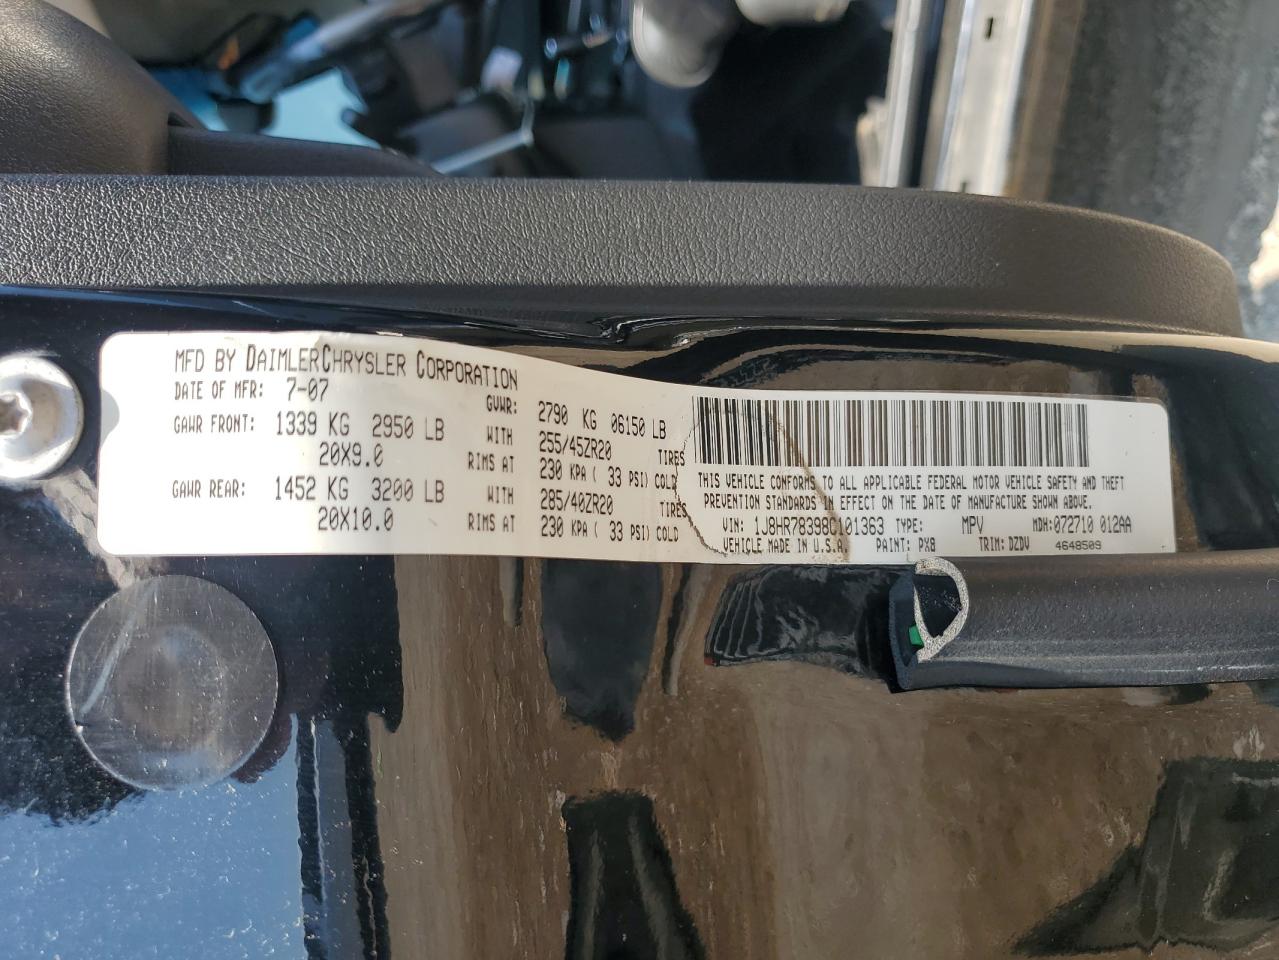 MFD BY DAIMLERCHRYSLER CORPORATION
DATE OF MFR: 7-07 GVWR: 2790 KG 06150 LB
GAWR FRONT: 1339 KG 2950 LB WITH 255/45ZR20 TIRES
20X9.0 RIMS AT 230 KPA ( 33 PSI) COLD
GAWR REAR: 1452 KG 3200 LB WITH 285/40ZR20 TIRES
20X10.0 RIMS AT 230 KPA ( 33 PSI) COLD
THIS VEHICLE CONFORMS TO ALL APPLICABLE FEDERAL MOTOR VEHICLE SAFETY AND THEFT
PREVENTION STANDARDS IN EFFECT ON THE DATE OF MANUFACTURE SHOWN ABOVE.
VIN: 1J8HR78398C101363 TYPE: MPV MDH: 072710 012AA
VEHICLE MADE IN U.S.A. PAINT: PX8 TRIM: DZDV 4648509